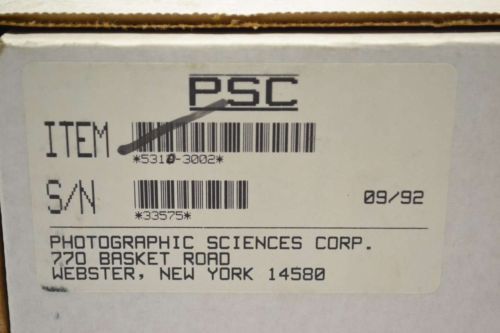 PSC
ITEM
*5310-3002*
S/N
*33575*
09/92
PHOTOGRAPHIC SCIENCES CORP.
770 BASKET ROAD
WEBSTER, NEW YORK 14580